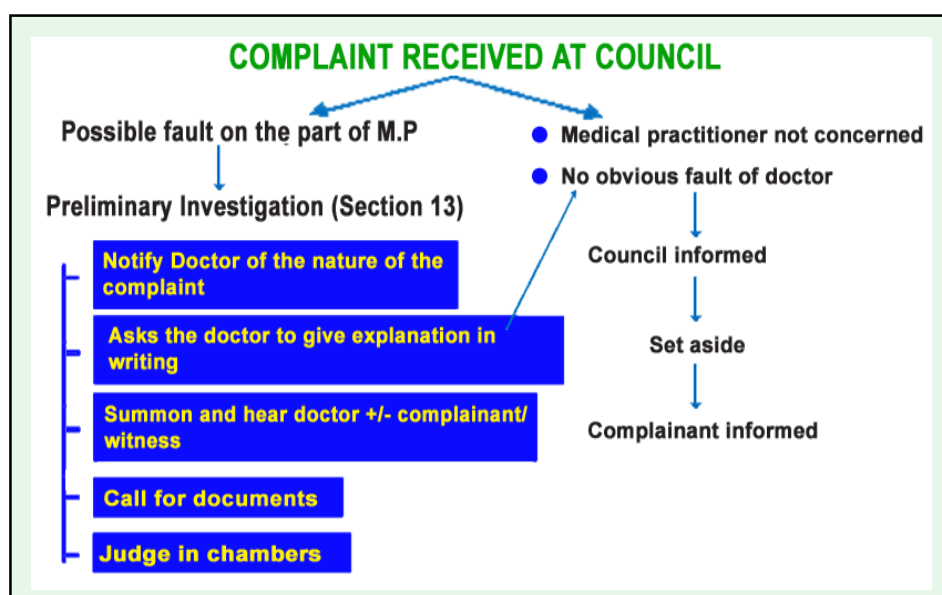 COMPLAINT RECEIVED AT COUNCIL
Possible fault on the part of M.P
Preliminary Investigation (Section 13)
Notify Doctor of the nature of the
complaint
Asks the doctor to give explanation in
writing
Summon and hear doctor +/- complainant/
witness
Call for documents
Judge in chambers
Medical practitioner not concerned
No obvious fault of doctor
Council informed
Set aside
Complainant informed